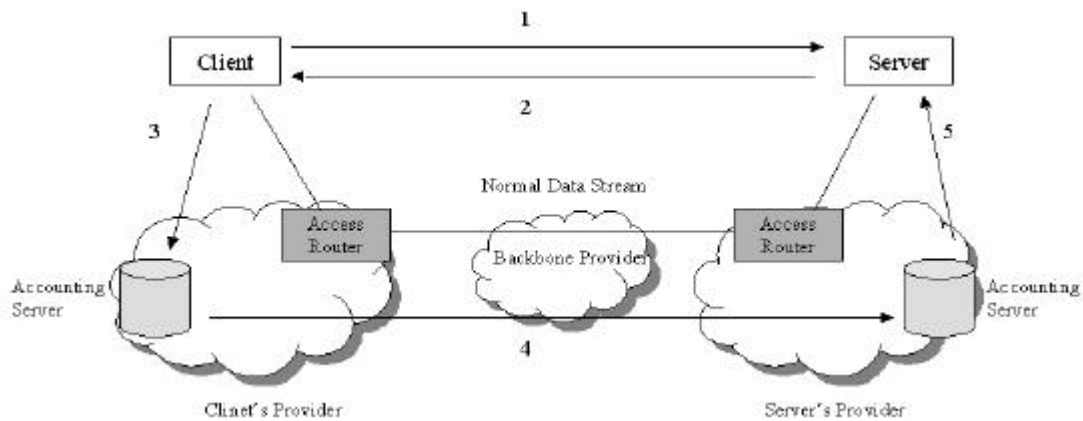 1
Client
Server
2
3
5
Normal Data Stream
Access
Router
Access
Router
Backbone Provider
Accounting
Server
Accounting
Server
4
Clinet's Provider
Server's Provider